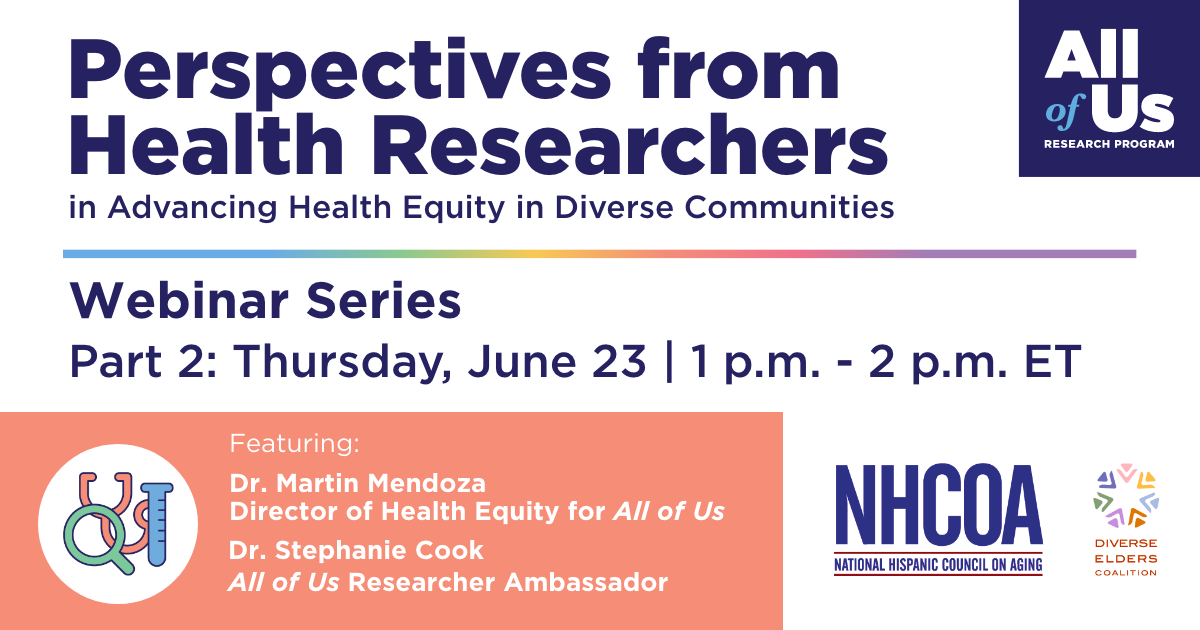 Perspectives from
Health Researchers
in Advancing Health Equity in Diverse Communities
All
of Us
RESEARCH PROGRAM
Webinar Series
Part 2: Thursday, June 23 | 1 p.m. - 2 p.m. ET
Featuring:
Dr. Martin Mendoza
Director of Health Equity for All of Us
Dr. Stephanie Cook
All of Us Researcher Ambassador
NHCOA
NATIONAL HISPANIC COUNCIL ON AGING
DIVERSE
ELDERS
COALITION